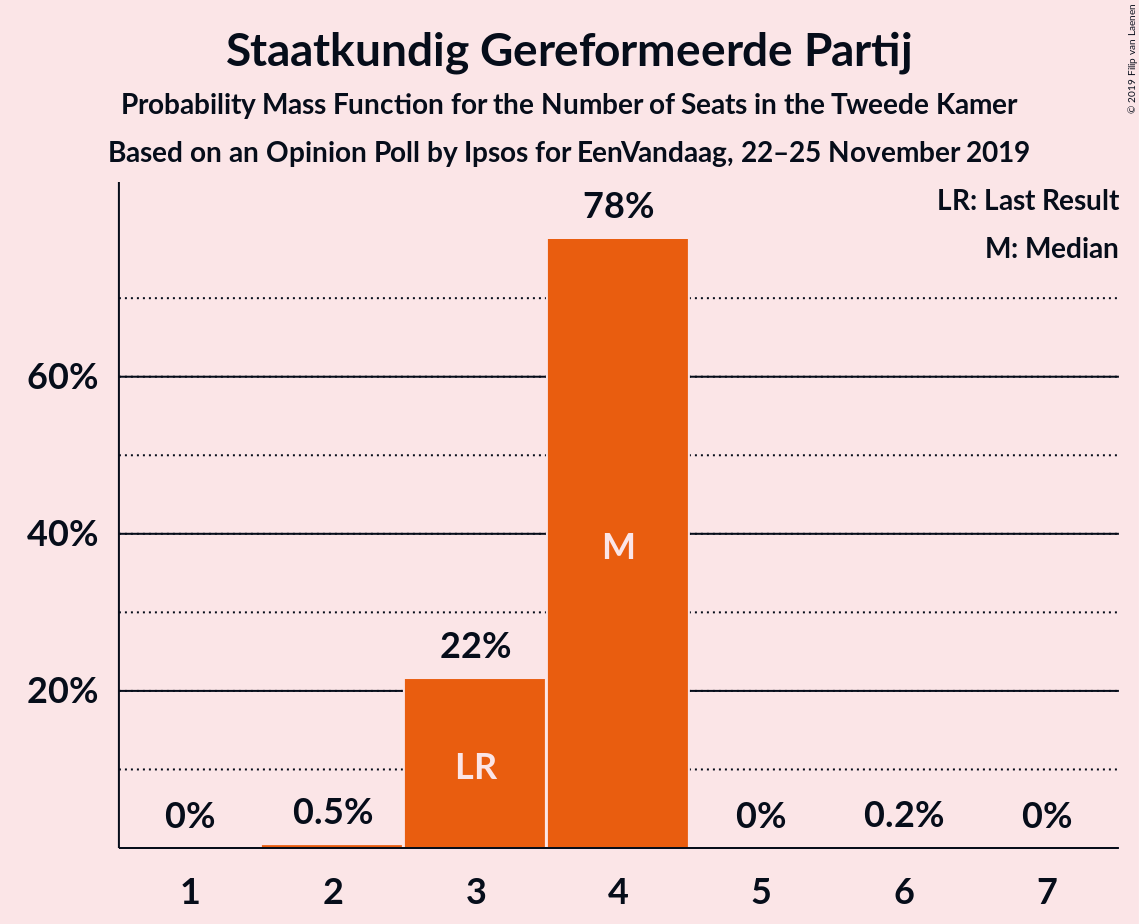 Staatkundig Gereformeerde Partij
Probability Mass Function for the Number of Seats in the Tweede Kamer
Based on an Opinion Poll by Ipsos for EenVandaag, 22–25 November 2019
© 2019 Filip van Laenen
LR: Last Result
M: Median
78%
60%
M
40%
22%
20%
LR
0%
0.5%
0%
0.2%
0%
1 2 3 4 5 6 7